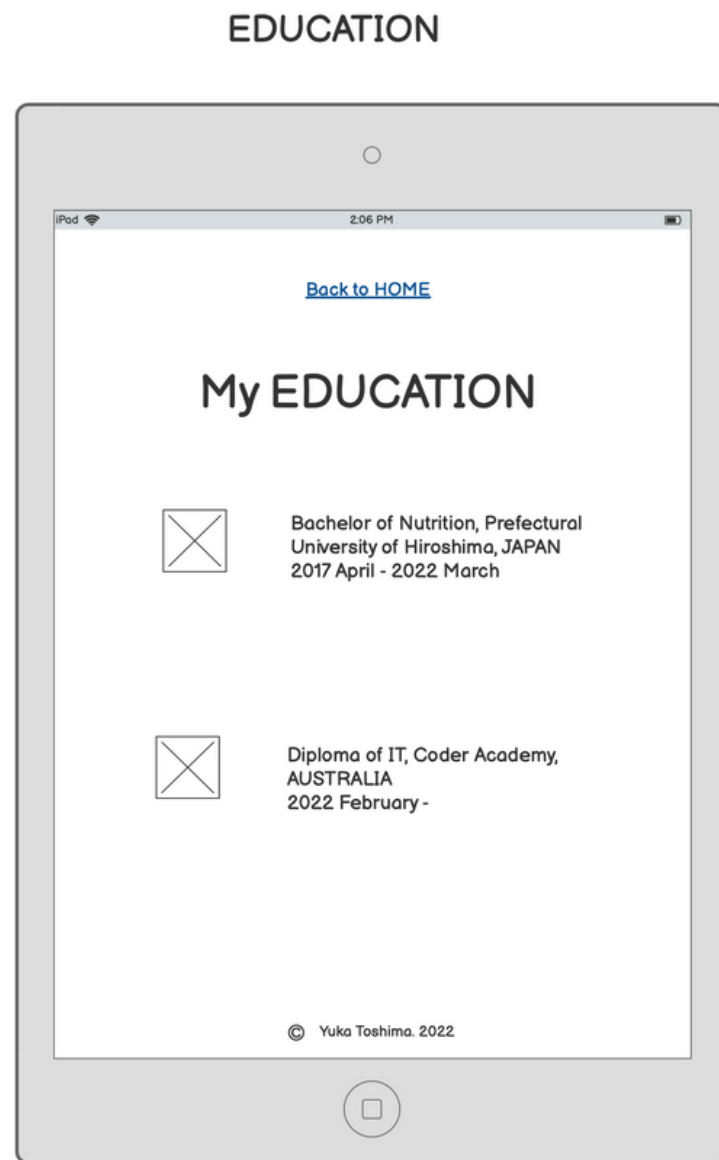 EDUCATION
iPad 2:06 PM
Back to HOME
My EDUCATION
Bachelor of Nutrition, Prefectural
University of Hiroshima, JAPAN
2017 April - 2022 March
Diploma of IT, Coder Academy,
AUSTRALIA
2022 February -
© Yuka Toshima. 2022